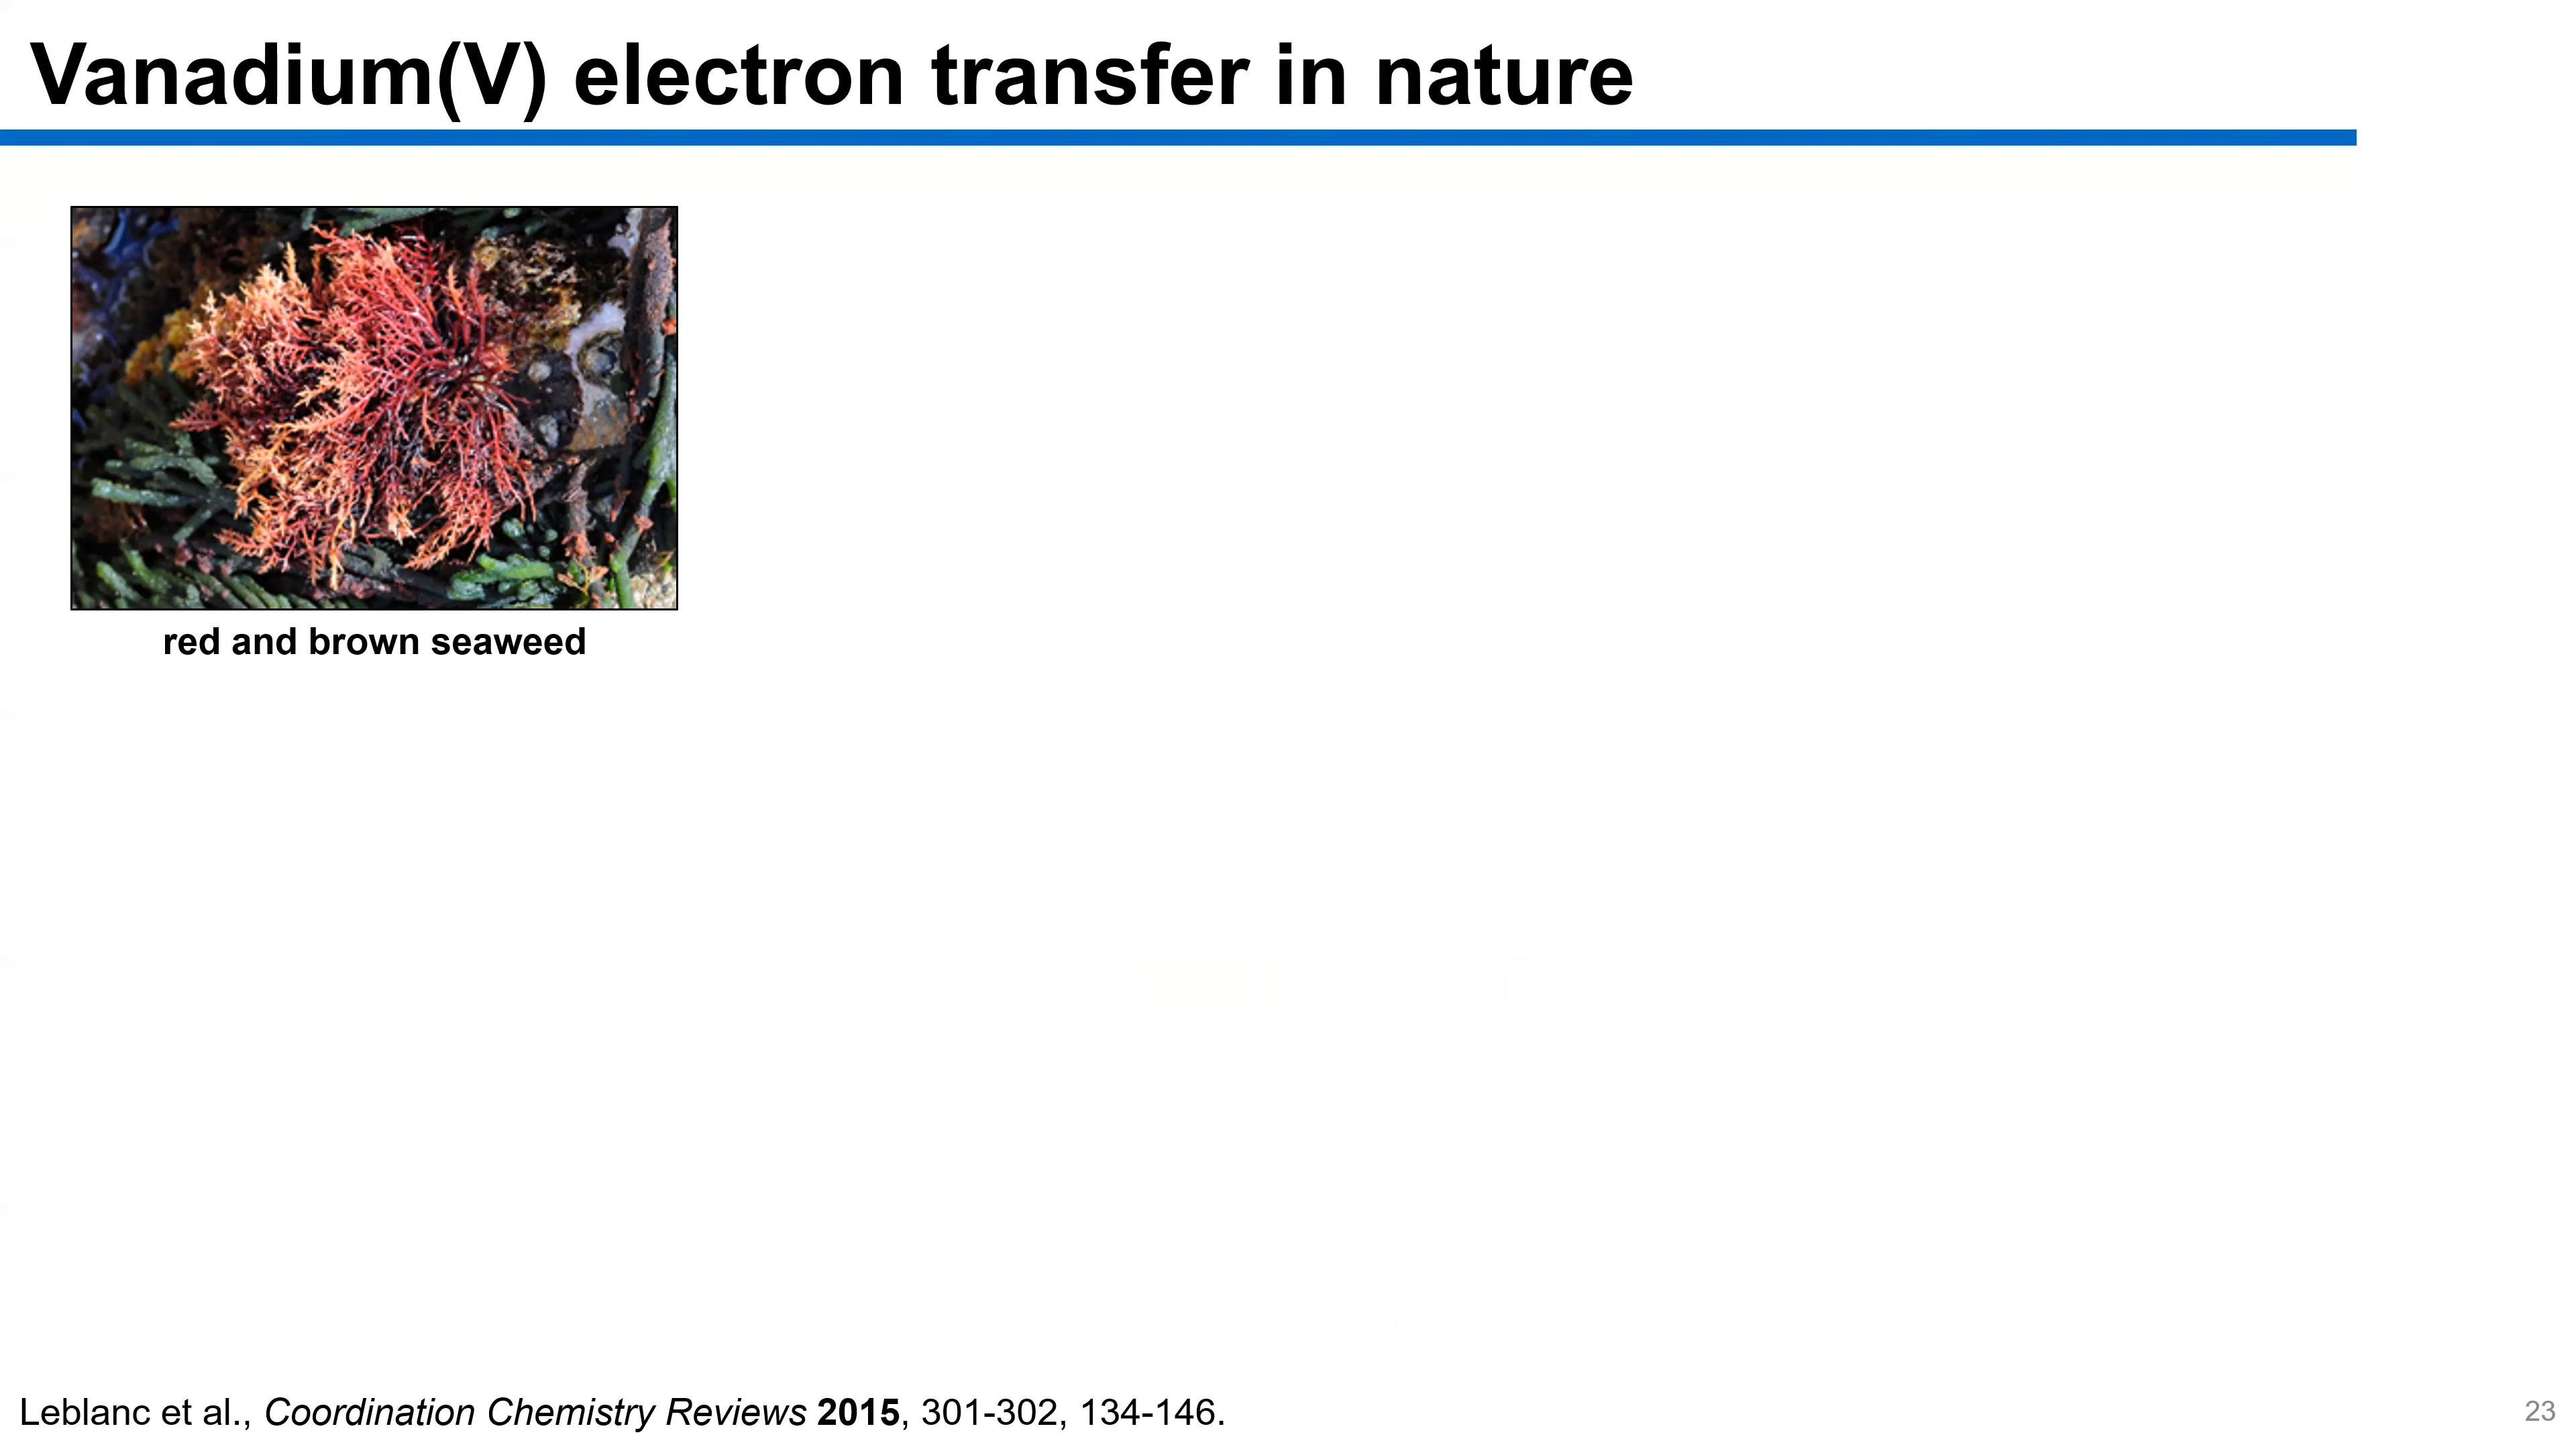 Vanadium(V) electron transfer in nature
red and brown seaweed
Leblanc et al., Coordination Chemistry Reviews 2015, 301-302, 134-146.
23